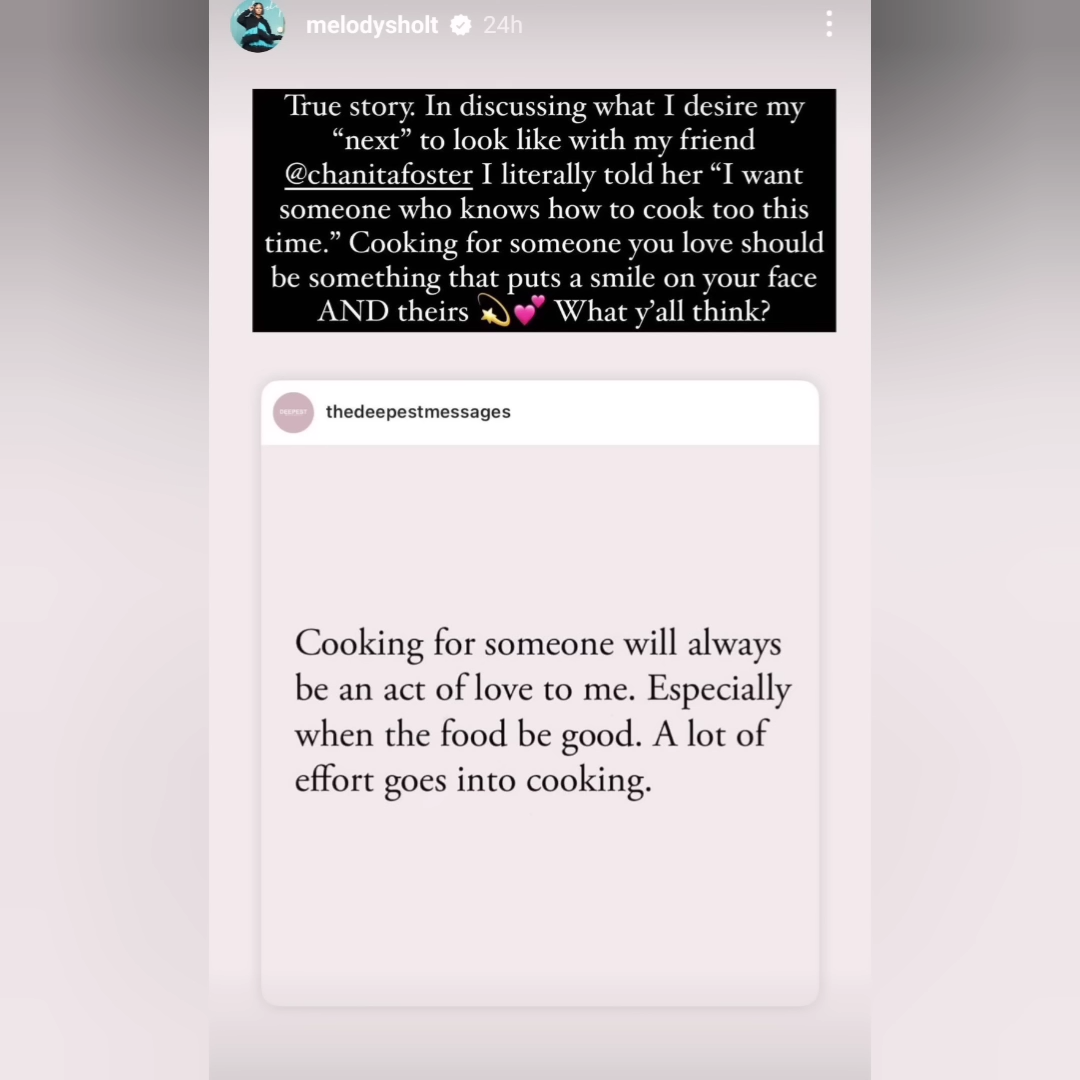 melodysholt 24h
True story. In discussing what I desire my
“next” to look like with my friend
@chanitafoster I literally told her “I want
someone who knows how to cook too this
time.” Cooking for someone you love should
be something that puts a smile on your face
AND theirs 💫💕 What y’all think?
DEEPEST
thedeepestmessages
Cooking for someone will always
be an act of love to me. Especially
when the food be good. A lot of
effort goes into cooking.